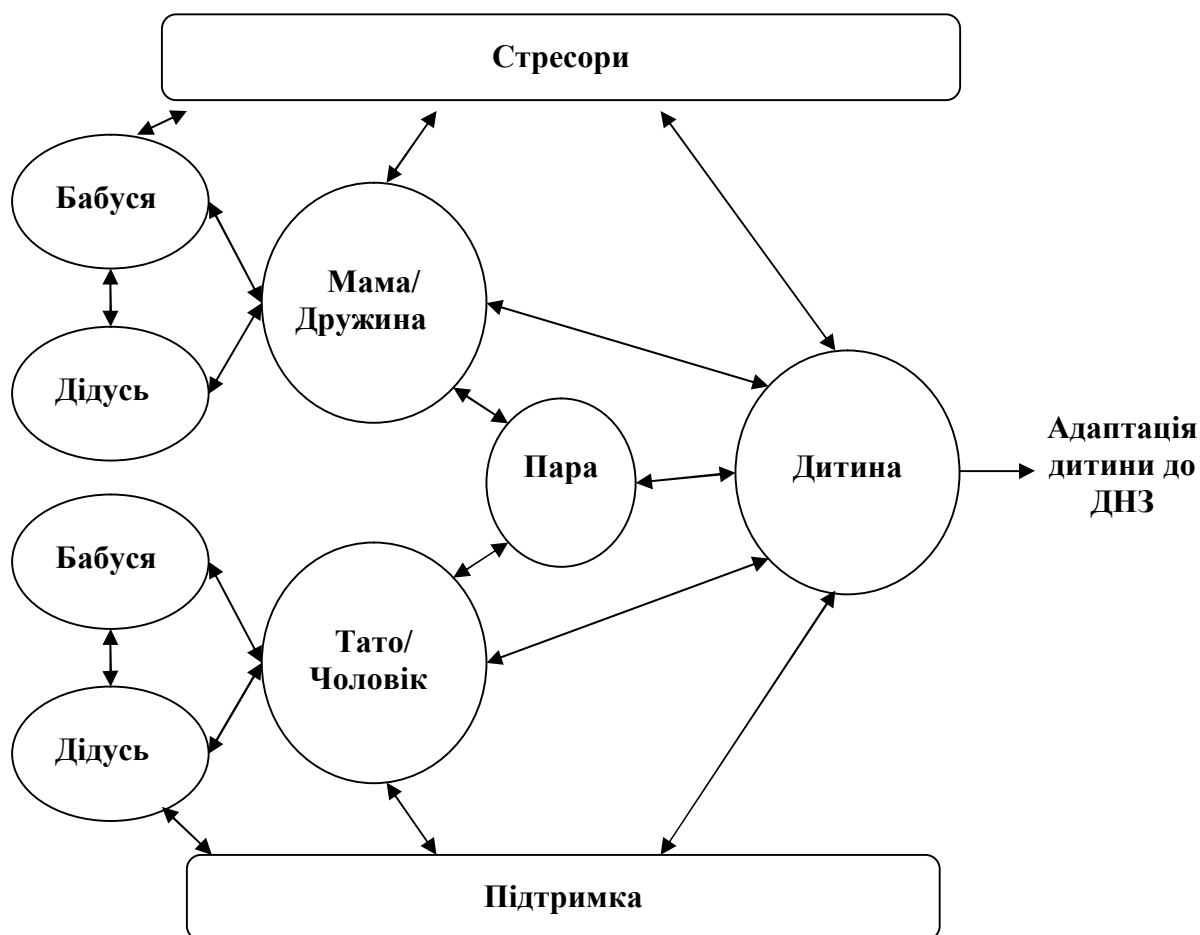 Стресори
Бабуся
Мама/
Дружина
Дідусь
Пара
Дитина
Адаптація
дитини до
ДНЗ
Бабуся
Тато/
Чоловік
Дідусь
Підтримка